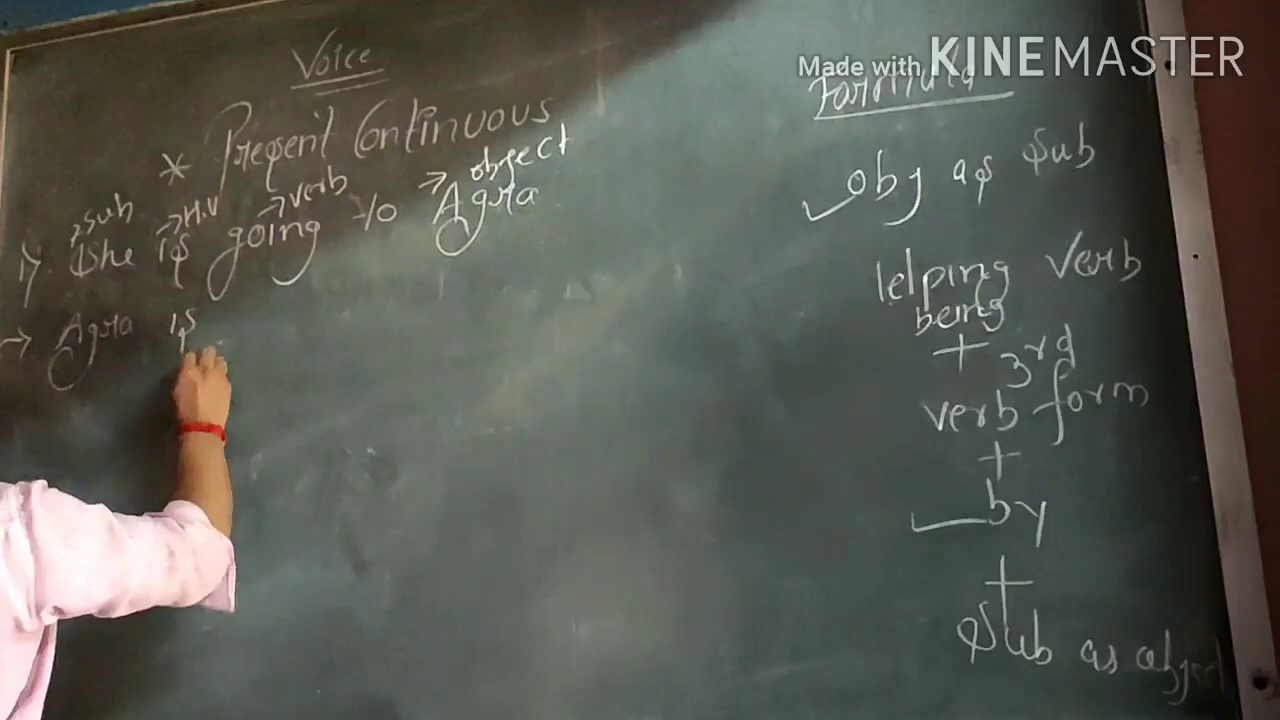 Voice
* Present Continuous
sub → H.V → verb → object
1) She is going to Agra
→ Agra is
Made with KINEMASTER
Formula
obj as sub
helping verb
being
+ 3rd
verb form
+
by
+
Sub as object